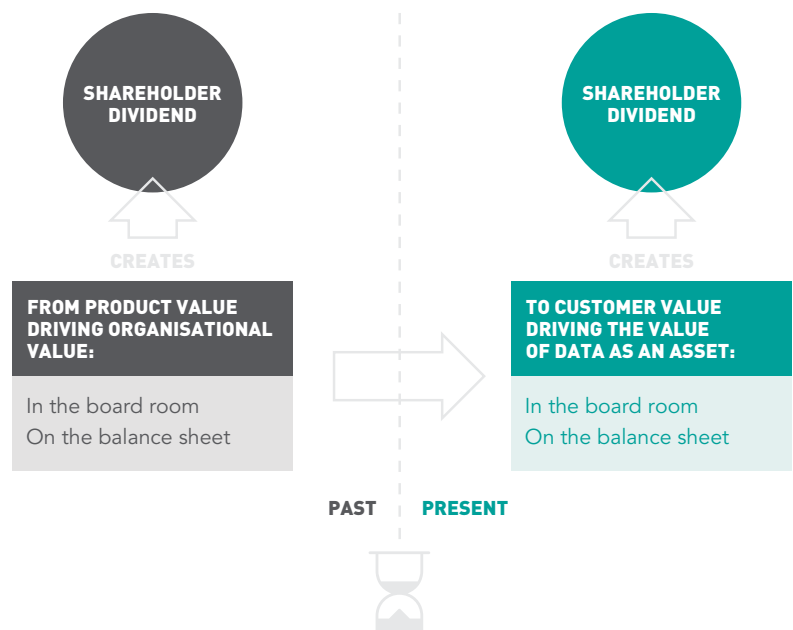 SHAREHOLDER
DIVIDEND
CREATES
FROM PRODUCT VALUE
DRIVING ORGANISATIONAL
VALUE:
In the board room
On the balance sheet
SHAREHOLDER
DIVIDEND
CREATES
TO CUSTOMER VALUE
DRIVING THE VALUE
OF DATA AS AN ASSET:
In the board room
On the balance sheet
PAST
PRESENT